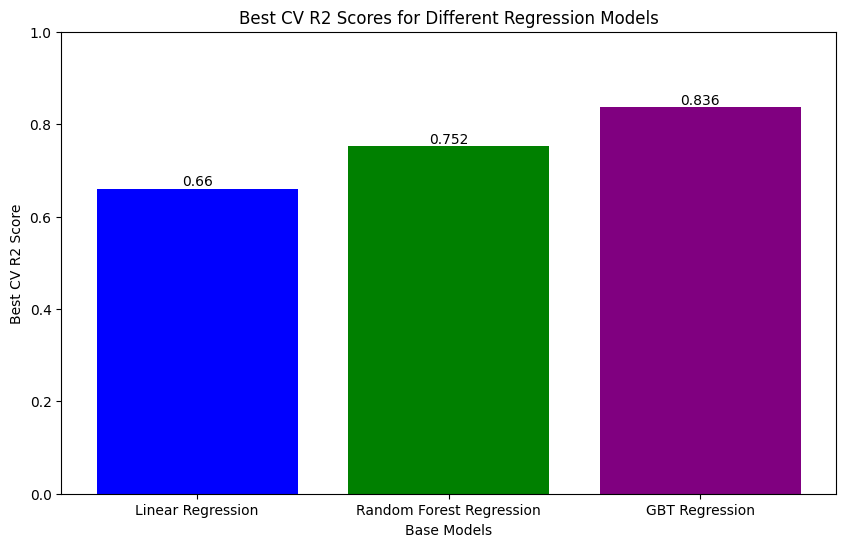 Best CV R2 Scores for Different Regression Models
Best CV R2 Score
1.0
0.8
0.6
0.4
0.2
0.0
0.66
0.752
0.836
Linear Regression
Random Forest Regression
GBT Regression
Base Models